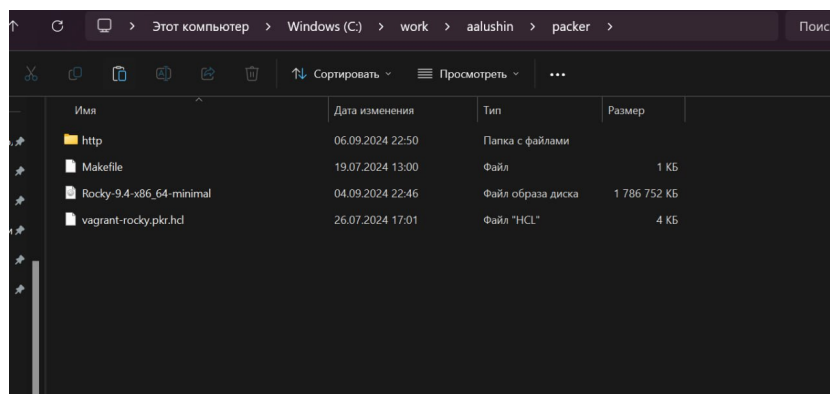 Этот компьютер > Windows (C:) > work > aalushin > packer > Поис
Сортировать Просмотреть •••
Имя Дата изменения Тип Размер
http 06.09.2024 22:50 Папка с файлами
Makefile 19.07.2024 13:00 Файл 1 КБ
Rocky-9.4-x86_64-minimal 04.09.2024 22:46 Файл образа диска 1 786 752 КБ
vagrant-rocky.pkr.hcl 26.07.2024 17:01 Файл "HCL" 4 КБ